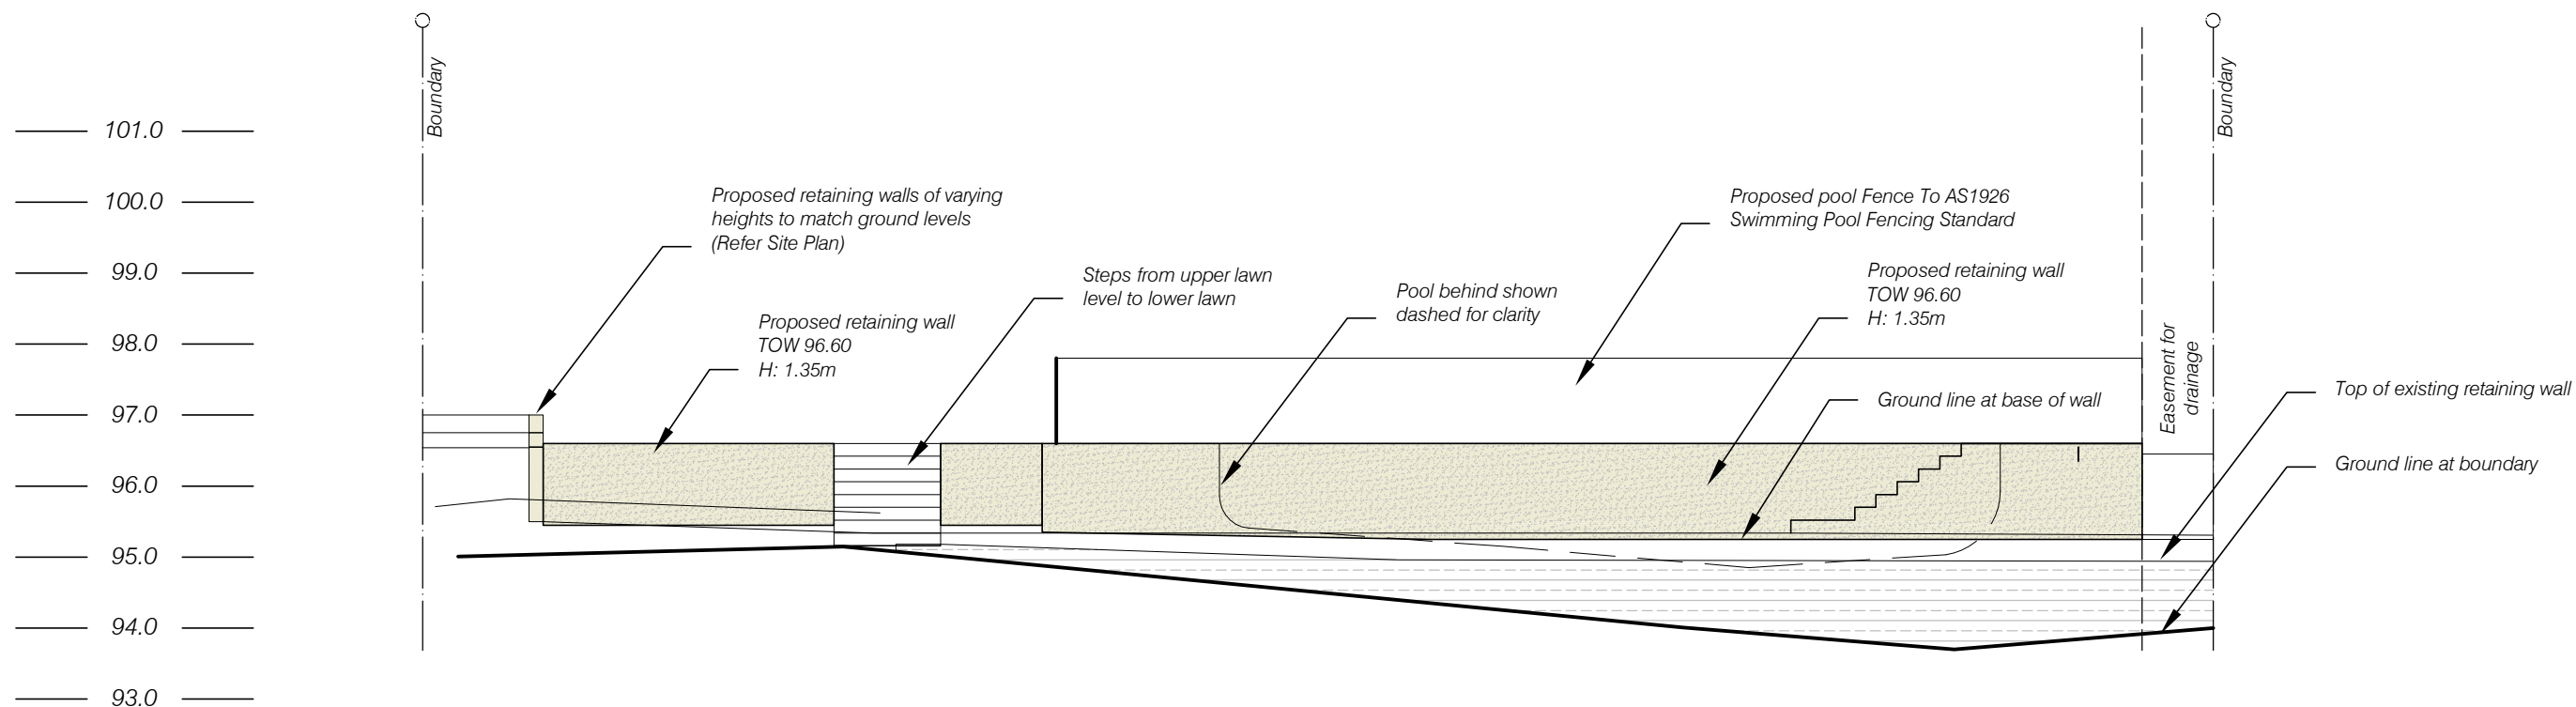 Boundary
Boundary
101.0
100.0
99.0
98.0
97.0
96.0
95.0
94.0
93.0
Proposed retaining walls of varying
heights to match ground levels
(Refer Site Plan)
Proposed retaining wall
TOW 96.60
H: 1.35m
Steps from upper lawn
level to lower lawn
Pool behind shown
dashed for clarity
Proposed pool Fence To AS1926
Swimming Pool Fencing Standard
Proposed retaining wall
TOW 96.60
H: 1.35m
Ground line at base of wall
Easement for
drainage
Top of existing retaining wall
Ground line at boundary